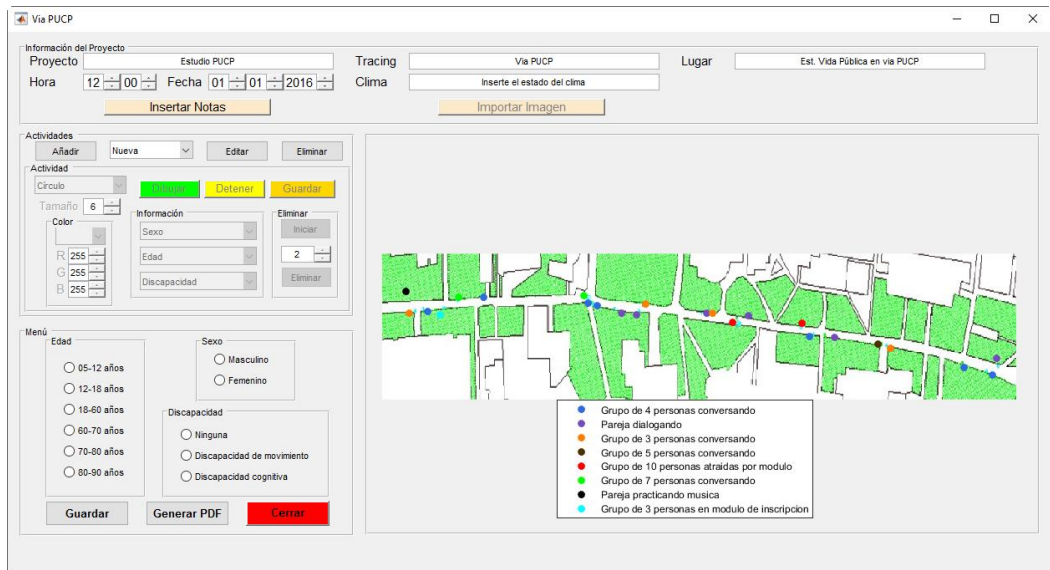 Via PUCP
Información del Proyecto
Proyecto Estudio PUCP Tracing Via PUCP Lugar Est. Vida Pública en via PUCP
Hora 12 00 Fecha 01 01 2016 Clima Inserte el estado del clima
Insertar Notas Importar Imagen
Actividades
Añadir Nueva Editar Eliminar
Actividad
Círculo Dibujar Detener Guardar
Tamaño 6
Color
R 255
G 255
B 255
Información
Sexo
Edad
Discapacidad
Eliminar
Iniciar
2
Eliminar
Menú
Edad
05-12 años
12-18 años
18-60 años
60-70 años
70-80 años
80-90 años
Sexo
Masculino
Femenino
Discapacidad
Ninguna
Discapacidad de movimiento
Discapacidad cognitiva
Guardar Generar PDF Cerrar
Grupo de 4 personas conversando
Pareja dialogando
Grupo de 3 personas conversando
Grupo de 5 personas conversando
Grupo de 10 personas atraidas por modulo
Grupo de 7 personas conversando
Pareja practicando musica
Grupo de 3 personas en modulo de inscripcion